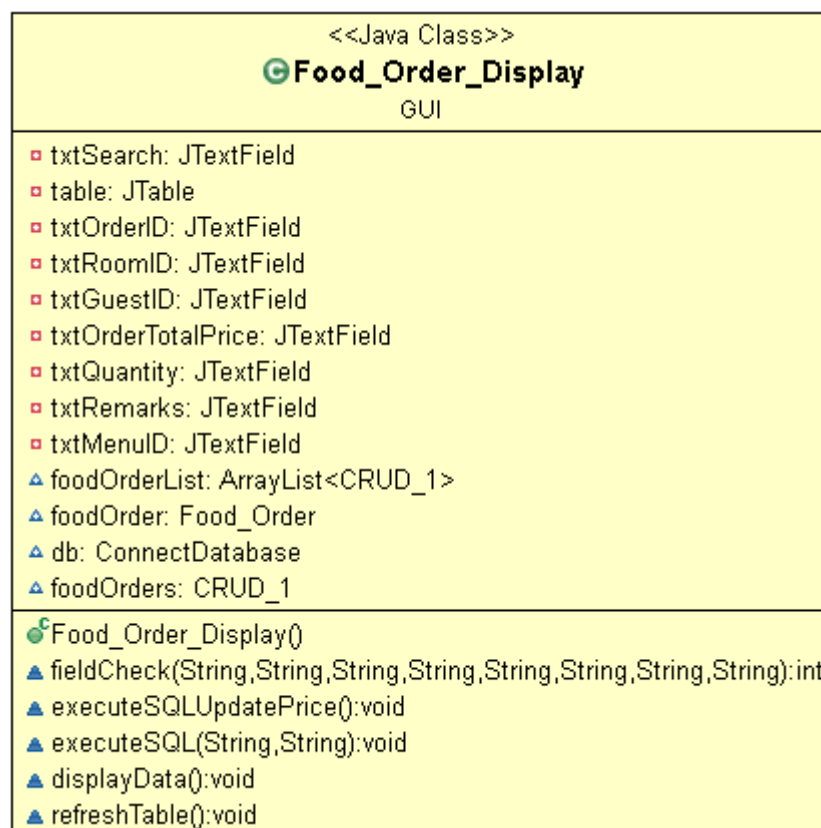 <<Java Class>>
Food_Order_Display
GUI
txtSearch: JTextField
table: JTable
txtOrderID: JTextField
txtRoomID: JTextField
txtGuestID: JTextField
txtOrderTotalPrice: JTextField
txtQuantity: JTextField
txtRemarks: JTextField
txtMenuID: JTextField
foodOrderList: ArrayList<CRUD_1>
foodOrder: Food_Order
db: ConnectDatabase
foodOrders: CRUD_1
Food_Order_Display()
fieldCheck(String,String,String,String,String,String,String,String):int
executeSQLUpdatePrice():void
executeSQL(String,String):void
displayData():void
refreshTable():void